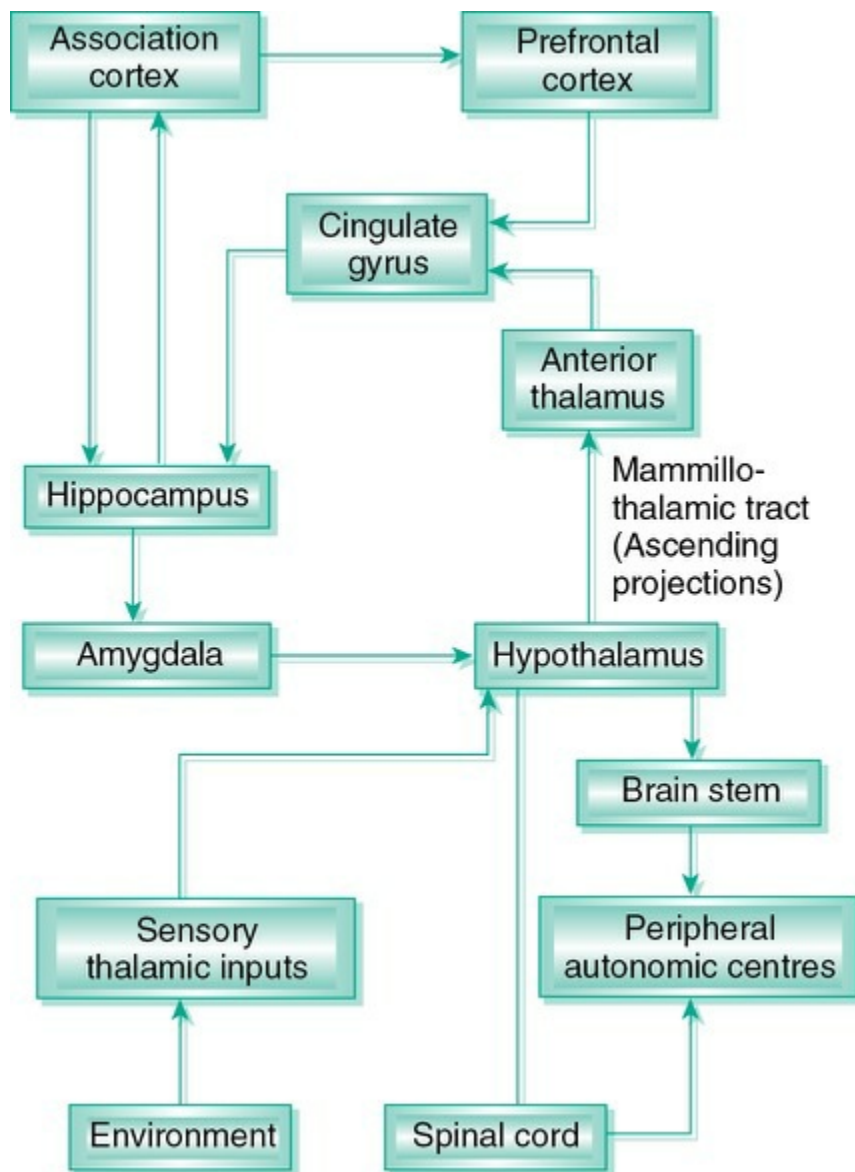 Association
cortex
Prefrontal
cortex
Cingulate
gyrus
Anterior
thalamus
Mammillo-
thalamic tract
(Ascending
projections)
Hippocampus
Amygdala
Hypothalamus
Brain stem
Sensory
thalamic inputs
Peripheral
autonomic centres
Environment
Spinal cord